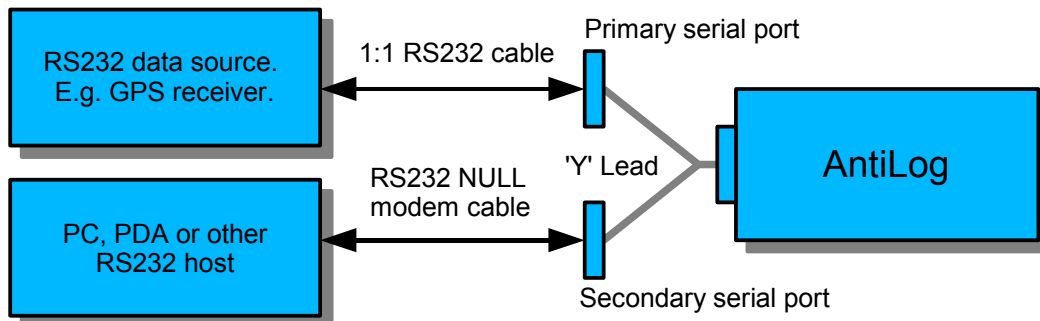 RS232 data source.
E.g. GPS receiver.
1:1 RS232 cable
Primary serial port
'Y' Lead
AntiLog
RS232 NULL
modem cable
PC, PDA or other
RS232 host
Secondary serial port